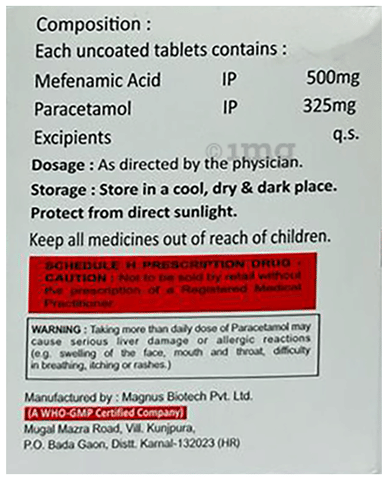 Composition :
Each uncoated tablets contains :
Mefenamic Acid IP 500mg
Paracetamol IP 325mg
Excipients q.s.
© 1mg
Dosage : As directed by the physician.
Storage : Store in a cool, dry & dark place.
Protect from direct sunlight.
Keep all medicines out of reach of children.
SCHEDULE H PRESCRIPTION DRUG -
CAUTION : Not to be sold by retail without
the prescription of a Registered Medical
Practitioner
WARNING : Taking more than daily dose of Paracetamol may
cause serious liver damage or allergic reactions
(e.g. swelling of the face, mouth and throat, difficulty
in breathing, itching or rashes.)
Manufactured by : Magnus Biotech Pvt. Ltd.
(A WHO-GMP Certified Company)
Mugal Mazra Road, Vill. Kunjpura,
P.O. Bada Gaon, Distt. Karnal-132023 (HR)